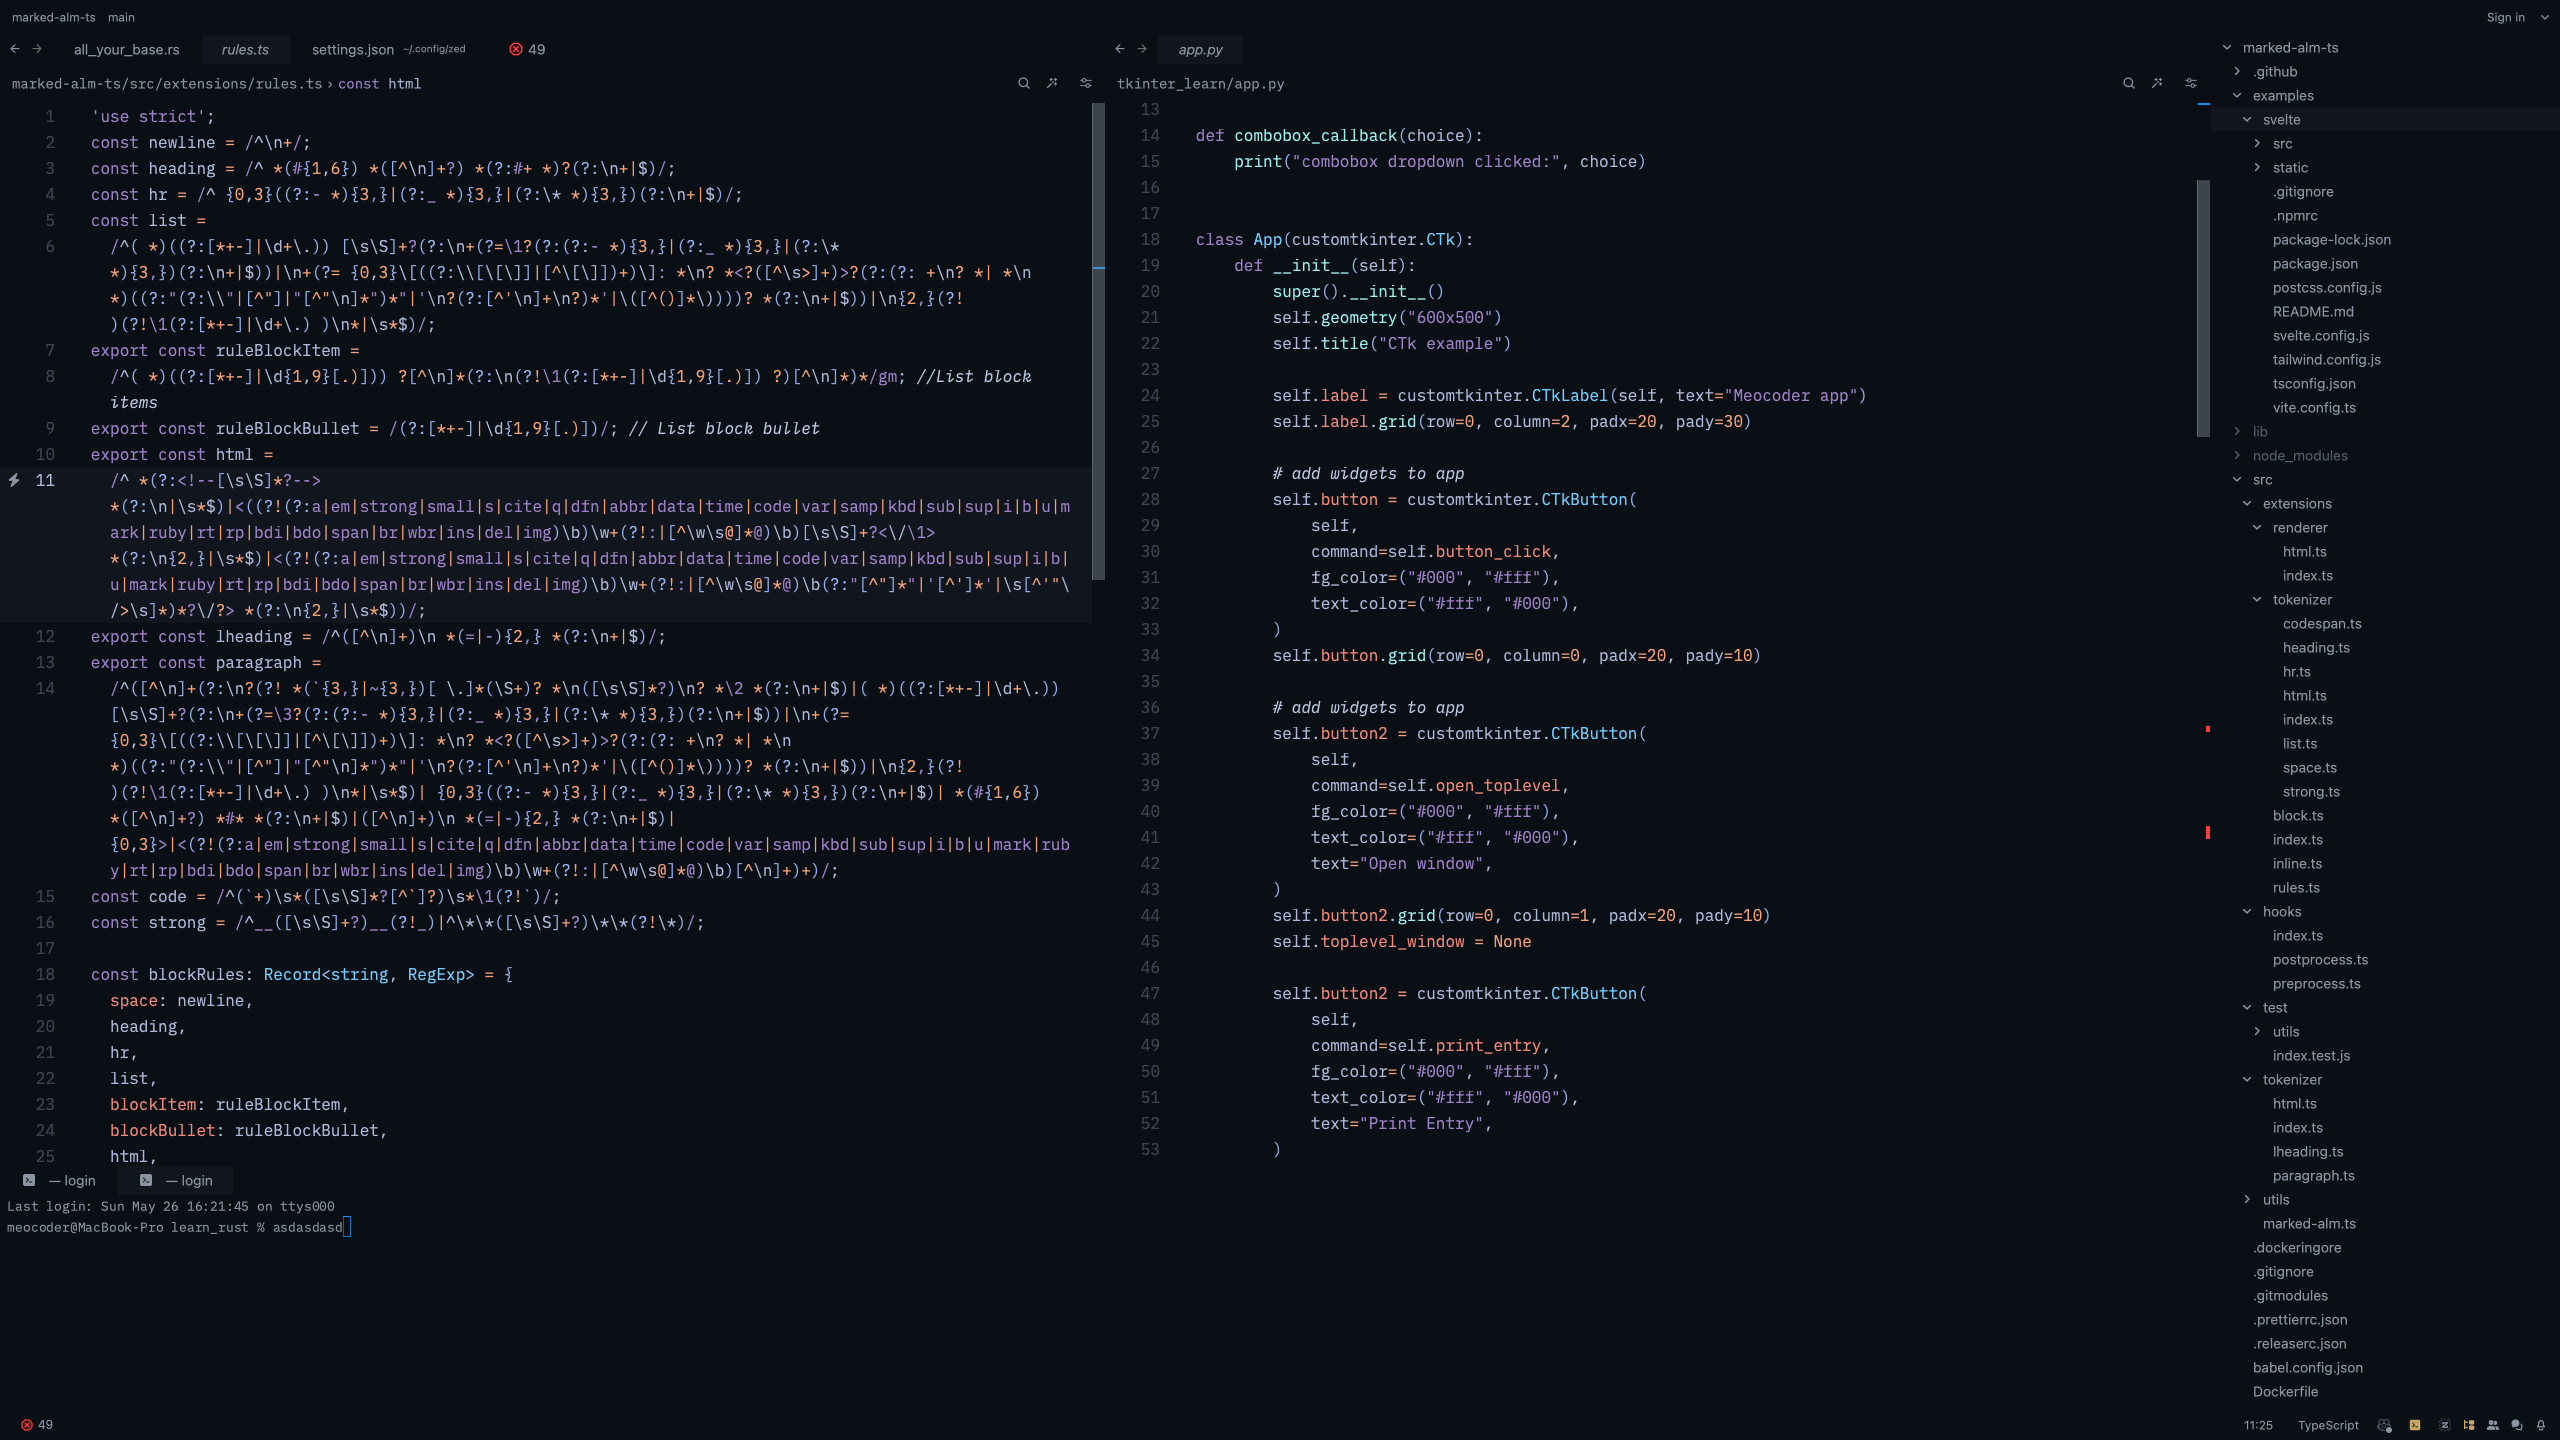 marked-alm-ts main
Sign in
all_your_base.rs rules.ts settings.json ~/.config/zed 49
marked-alm-ts/src/extensions/rules.ts › const html
1 'use strict';
2 const newline = /^\n+/;
3 const heading = /^ *(#{1,6}) *([^\n]+?) *(?:#+ *)?(?:\n+|$)/;
4 const hr = /^ {0,3}((?:- *){3,}|(?:_ *){3,}|(?:\* *){3,})(?:\n+|$)/;
5 const list =
6 /^( *)((?:[*+-]|\d+\.)) [\s\S]+?(?:\n+(?=\1?(?:(?:- *){3,}|(?:_ *){3,}|(?:\*
*){3,})(?:\n+|$))|\n+(?= {0,3}\[((?:\\[\[\]]|[^\[\]])+)\]: *\n? *<?([^\s>]+)>?(?:(?: +\n? *| *\n
*)((?:"(?:\\"|[^"]|"[^"\n]*")*"|'\n?(?:[^'\n]+\n?)*'|\([^()]*\))))? *(?:\n+|$))|\n{2,}(?!
)(?!\1(?:[*+-]|\d+\.) )\n*|\s*$)/;
7 export const ruleBlockItem =
8 /^( *)((?:[*+-]|\d{1,9}[.)])) ?[^\n]*(?:\n(?!\1(?:[*+-]|\d{1,9}[.)]) ?)[^\n]*)*/gm; //List block
items
9 export const ruleBlockBullet = /(?:[*+-]|\d{1,9}[.)])/; // List block bullet
10 export const html =
11 /^ *(?:<!--[\s\S]*?-->
*(?:\n|\s*$)|<((?!(?:a|em|strong|small|s|cite|q|dfn|abbr|data|time|code|var|samp|kbd|sub|sup|i|b|u|m
ark|ruby|rt|rp|bdi|bdo|span|br|wbr|ins|del|img)\b)\w+(?!:|[^\w\s@]*@)\b)[\s\S]+?<\/\1>
*(?:\n{2,}|\s*$)|<(?!(?:a|em|strong|small|s|cite|q|dfn|abbr|data|time|code|var|samp|kbd|sub|sup|i|b|
u|mark|ruby|rt|rp|bdi|bdo|span|br|wbr|ins|del|img)\b)\w+(?!:|[^\w\s@]*@)\b(?:"[^"]*"|'[^']*'|\s[^'"\
/>\s]*)*?\/?> *(?:\n{2,}|\s*$))/;
12 export const lheading = /^([^\n]+)\n *(=|-){2,} *(?:\n+|$)/;
13 export const paragraph =
14 /^([^\n]+(?:\n?(?! *(`{3,}|~{3,})[ \.]*(\S+)? *\n([\s\S]*?)\n? *\2 *(?:\n+|$)|( *)((?:[*+-]|\d+\.))
[\s\S]+?(?:\n+(?=\3?(?:(?:- *){3,}|(?:_ *){3,}|(?:\* *){3,})(?:\n+|$))|\n+(?=
{0,3}\[((?:\\[\[\]]|[^\[\]])+)\]: *\n? *<?([^\s>]+)>?(?:(?: +\n? *| *\n
*)((?:"(?:\\"|[^"]|"[^"\n]*")*"|'\n?(?:[^'\n]+\n?)*'|\([^()]*\))))? *(?:\n+|$))|\n{2,}(?!
)(?!\1(?:[*+-]|\d+\.) )\n*|\s*$)| {0,3}((?:- *){3,}|(?:_ *){3,}|(?:\* *){3,})(?:\n+|$)| *(#{1,6})
*([^\n]+?) *#* *(?:\n+|$)|([^\n]+)\n *(=|-){2,} *(?:\n+|$)|
{0,3}>|<(?!(?:a|em|strong|small|s|cite|q|dfn|abbr|data|time|code|var|samp|kbd|sub|sup|i|b|u|mark|rub
y|rt|rp|bdi|bdo|span|br|wbr|ins|del|img)\b)\w+(?!:|[^\w\s@]*@)\b)[^\n]+)+)/;
15 const code = /^(`+)\s*([\s\S]*?[^`]?)\s*\1(?!`)/;
16 const strong = /^__([\s\S]+?)__(?!_)|^\*\*([\s\S]+?)\*\*(?!\*)/;
17
18 const blockRules: Record<string, RegExp> = {
19 space: newline,
20 heading,
21 hr,
22 list,
23 blockItem: ruleBlockItem,
24 blockBullet: ruleBlockBullet,
25 html,
— login — login
Last login: Sun May 26 16:21:45 on ttys000
meocoder@MacBook-Pro learn_rust % asdasdasd
49
app.py
tkinter_learn/app.py
13
14 def combobox_callback(choice):
15 print("combobox dropdown clicked:", choice)
16
17
18 class App(customtkinter.CTk):
19 def __init__(self):
20 super().__init__()
21 self.geometry("600x500")
22 self.title("CTk example")
23
24 self.label = customtkinter.CTkLabel(self, text="Meocoder app")
25 self.label.grid(row=0, column=2, padx=20, pady=30)
26
27 # add widgets to app
28 self.button = customtkinter.CTkButton(
29 self,
30 command=self.button_click,
31 fg_color=("#000", "#fff"),
32 text_color=("#fff", "#000"),
33 )
34 self.button.grid(row=0, column=0, padx=20, pady=10)
35
36 # add widgets to app
37 self.button2 = customtkinter.CTkButton(
38 self,
39 command=self.open_toplevel,
40 fg_color=("#000", "#fff"),
41 text_color=("#fff", "#000"),
42 text="Open window",
43 )
44 self.button2.grid(row=0, column=1, padx=20, pady=10)
45 self.toplevel_window = None
46
47 self.button2 = customtkinter.CTkButton(
48 self,
49 command=self.print_entry,
50 fg_color=("#000", "#fff"),
51 text_color=("#fff", "#000"),
52 text="Print Entry",
53 )
marked-alm-ts
.github
examples
svelte
src
static
.gitignore
.npmrc
package-lock.json
package.json
postcss.config.js
README.md
svelte.config.js
tailwind.config.js
tsconfig.json
vite.config.ts
lib
node_modules
src
extensions
renderer
html.ts
index.ts
tokenizer
codespan.ts
heading.ts
hr.ts
html.ts
index.ts
list.ts
space.ts
strong.ts
block.ts
index.ts
inline.ts
rules.ts
hooks
index.ts
postprocess.ts
preprocess.ts
test
utils
index.test.js
tokenizer
html.ts
index.ts
lheading.ts
paragraph.ts
utils
marked-alm.ts
.dockeringore
.gitignore
.gitmodules
.prettierrc.json
.releaserc.json
babel.config.json
Dockerfile
11:25 TypeScript